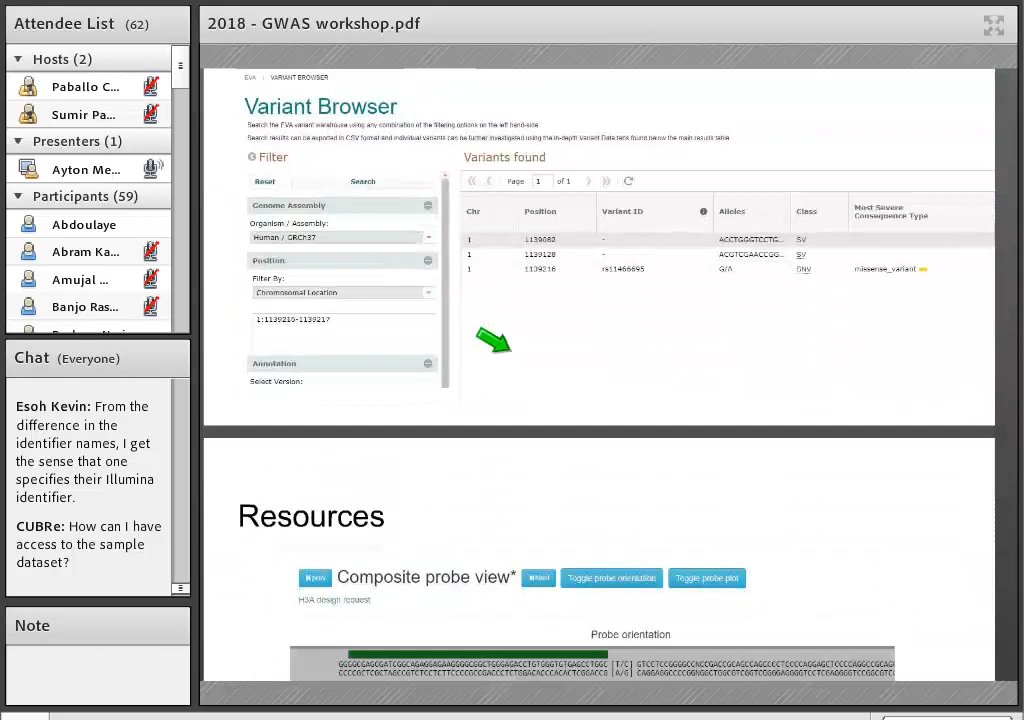 Attendee List (62)
Hosts (2)
Paballo C...
Sumir Pa...
Presenters (1)
Ayton Me...
Participants (59)
Abdoulaye
Abram Ka...
Amujal ...
Banjo Ras...
Chat (Everyone)
Esoh Kevin: From the
difference in the
identifier names, I get
the sense that one
specifies their Illumina
identifier.
CUBRe: How can I have
access to the sample
dataset?
Note
2018 - GWAS workshop.pdf
EVA | VARIANT BROWSER
Variant Browser
Search the EVA variant warehouse using any combination of the filtering options on the left hand-side
Search results can be exported in CSV format and individual variants can be further investigated using the in-depth Variant Data tabs found below the main results table
Filter
Reset Search
Genome Assembly
Organism / Assembly:
Human / GRCh37
Position
Filter By:
Chromosomal Location
1:1139216-1139217
Annotation
Select Version:
Variants found
Page 1 of 1
Chr Position Variant ID Alleles Class Most Severe Consequence Type
1 1139082 - ACCTGGGTCCTG... SV
1 1139128 - ACGTCGAACCGG... SV
1 1139216 rs11466695 G/A SNV missense_variant
Resources
prev Composite probe view* Next Toggle probe orientation Toggle probe plot
H3A design request
Probe orientation
[T/C]
[A/G]